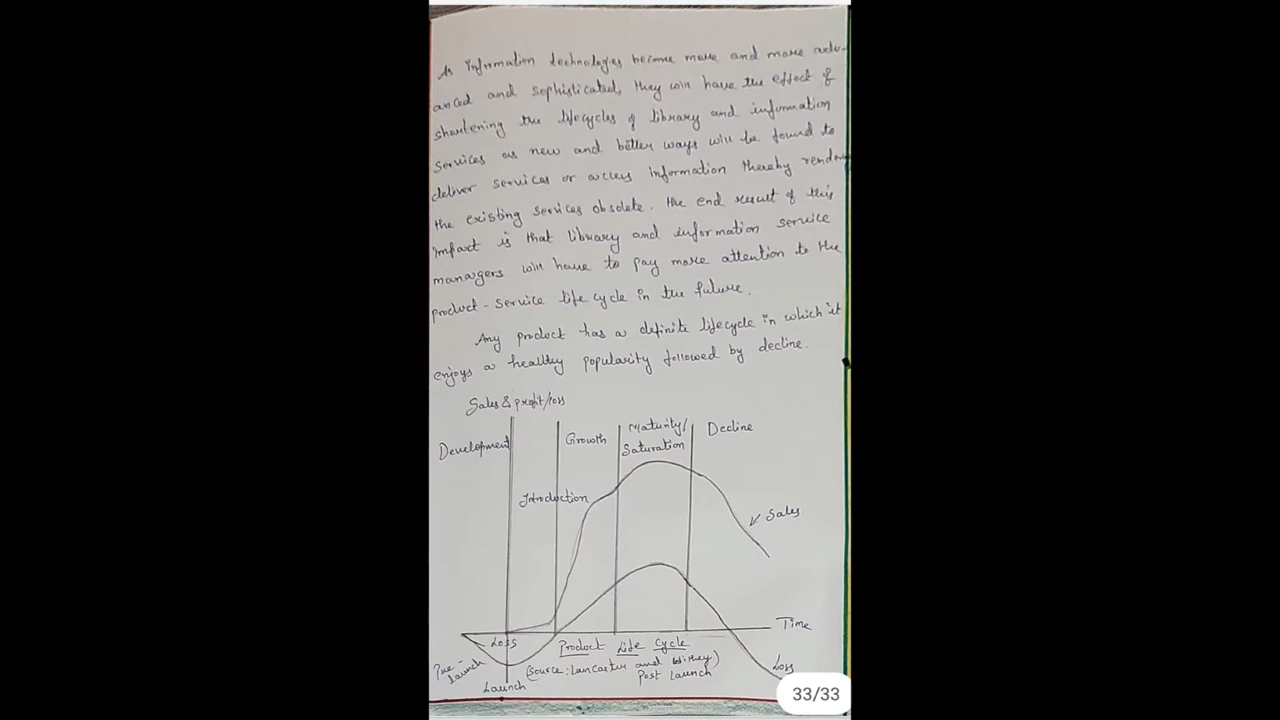 As Information technologies become more and more adv-
anced and sophisticated, they will have the effect of
shortening the lifecycles of library and information
services as new and better ways will be found to
deliver services or access information thereby rendering
the existing services obsolete. The end result of this
impact is that library and information service
managers will have to pay more attention to the
product-service life cycle in the future.
Any product has a definite lifecycle in which it
enjoys a healthy popularity followed by decline.
Sales & profit/loss
Development
Introduction
Growth
Maturity/
Saturation
Decline
Sales
Time
Loss
Pre-
Launch
Launch
Product Life Cycle
(Source: Lancaster and
Post Launch
Loss
33/33